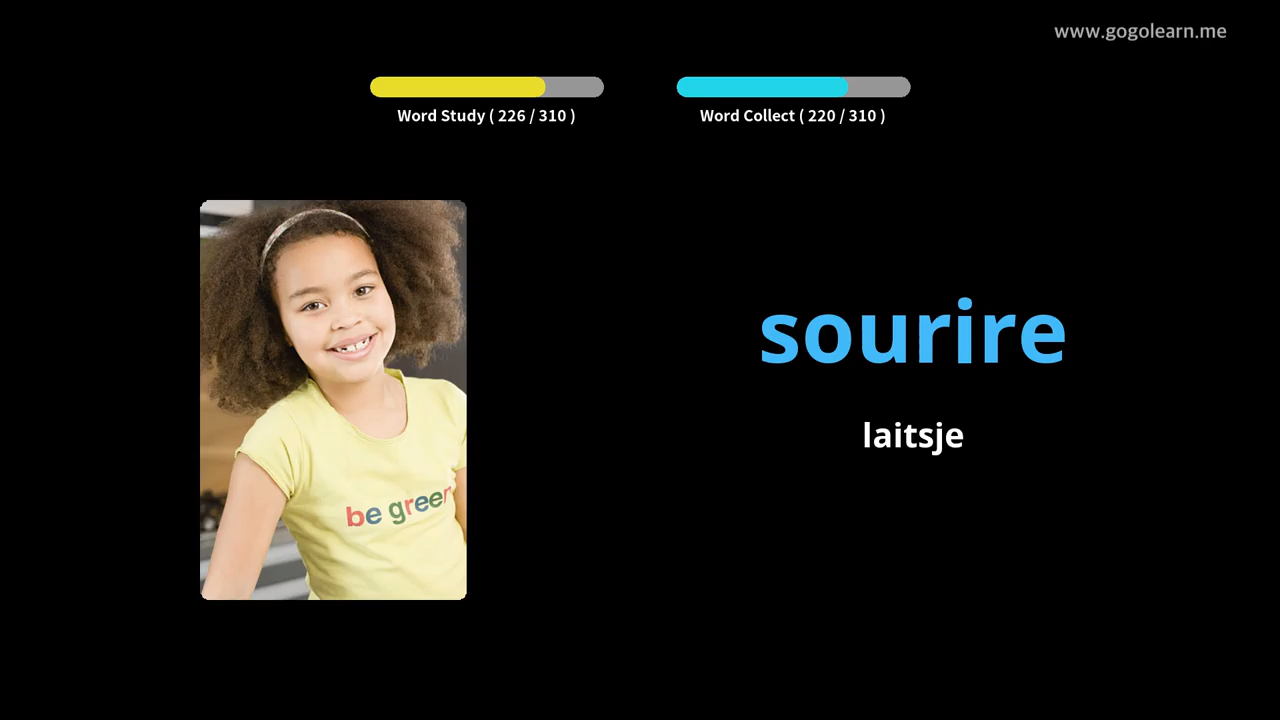 www.gogolearn.me
Word Study ( 226 / 310 )
Word Collect ( 220 / 310 )
sourire
laitsje
be green